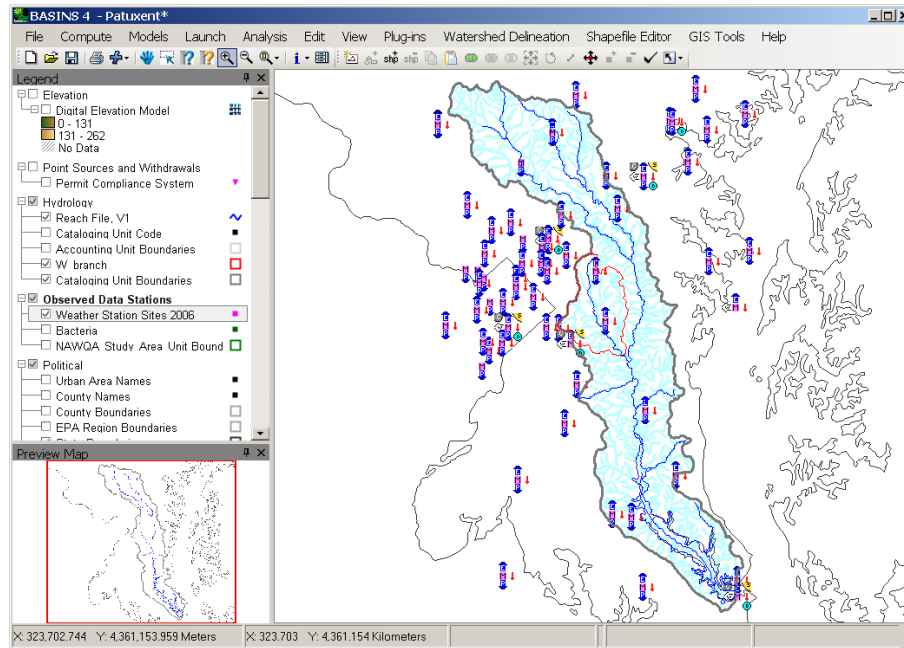 BASINS 4 - Patuxent*
File Compute Models Launch Analysis Edit View Plug-ins Watershed Delineation Shapefile Editor GIS Tools Help
shp shp
Legend
Elevation
Digital Elevation Model
0 - 131
131 - 262
No Data
Point Sources and Withdrawals
Permit Compliance System
Hydrology
Reach File, V1
Cataloging Unit Code
Accounting Unit Boundaries
W_branch
Cataloging Unit Boundaries
Observed Data Stations
Weather Station Sites 2006
Bacteria
NAWQA Study Area Unit Bound
Political
Urban Area Names
County Names
County Boundaries
EPA Region Boundaries
Preview Map
X: 323,702.744 Y: 4,361,153.959 Meters X: 323.703 Y: 4,361.154 Kilometers